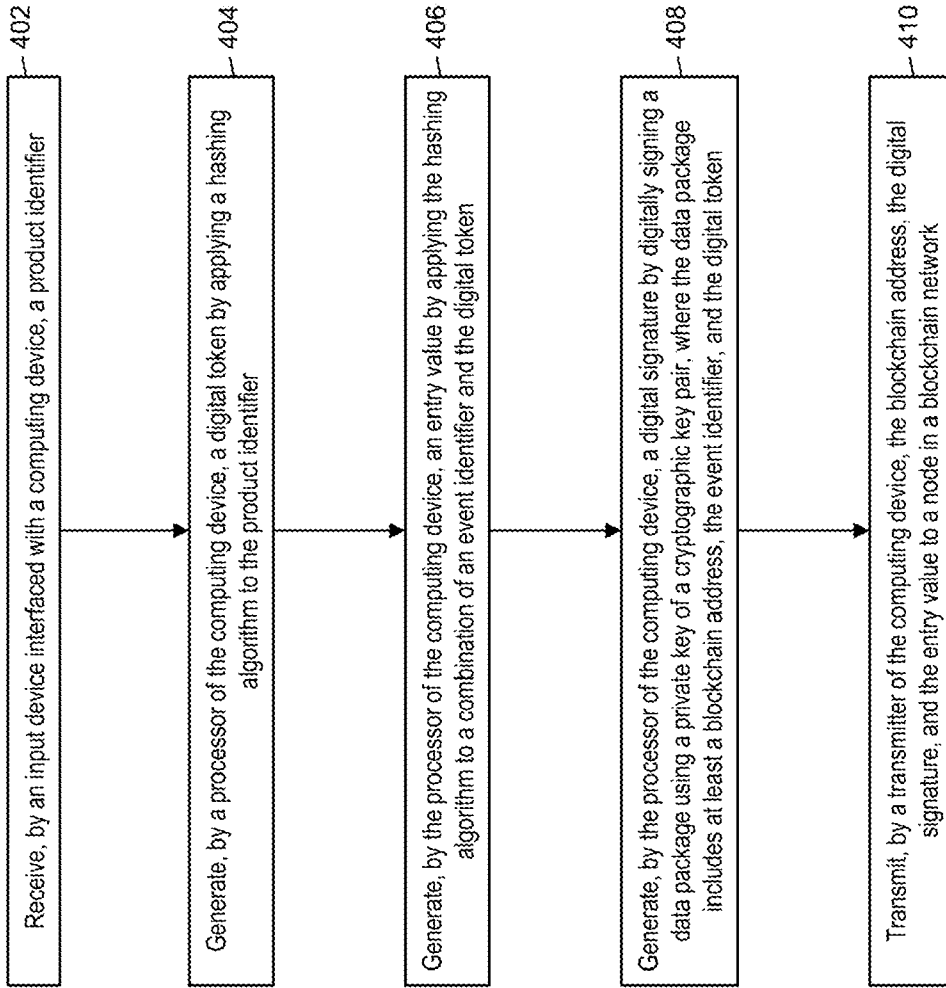 402
Receive, by an input device interfaced with a computing device, a product identifier
404
Generate, by a processor of the computing device, a digital token by applying a hashing
algorithm to the product identifier
406
Generate, by the processor of the computing device, an entry value by applying the hashing
algorithm to a combination of an event identifier and the digital token
408
Generate, by the processor of the computing device, a digital signature by digitally signing a
data package using a private key of a cryptographic key pair, where the data package
includes at least a blockchain address, the event identifier, and the digital token
410
Transmit, by a transmitter of the computing device, the blockchain address, the digital
signature, and the entry value to a node in a blockchain network